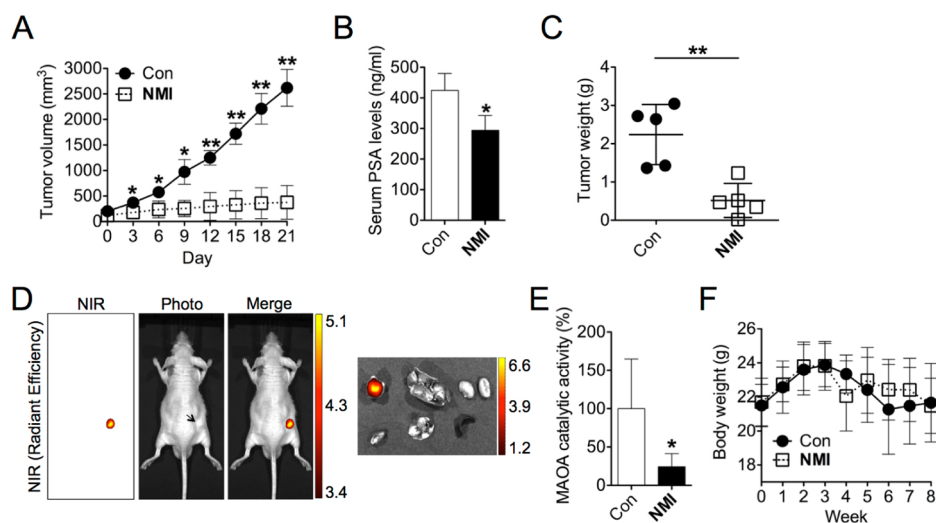 A
Tumor volume (mm3)
3000
2500
2000
1500
1000
500
0
Con
NMI
* * * ** ** ** **
0 3 6 9 12 15 18 21
Day
B
Serum PSA levels (ng/ml)
500
400
300
200
100
0
*
Con NMI
C
Tumor weight (g)
4
3
2
1
0
**
Con NMI
D
NIR Photo Merge
NIR (Radiant Efficiency)
5.1
4.3
3.4
6.6
3.9
1.2
E
MAOA catalytic activity (%)
200
150
100
50
0
*
Con NMI
F
Body weight (g)
26
24
22
20
18
Con
NMI
0 1 2 3 4 5 6 7 8
Week